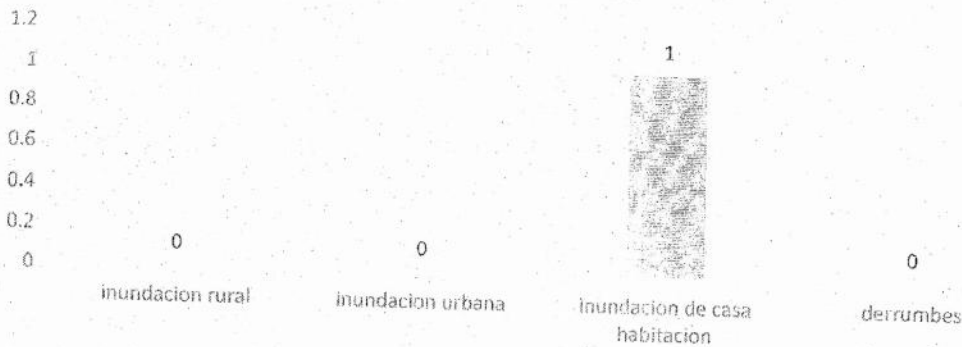 1.2
1
0.8
0.6
0.4
0.2
0
0
0
1
0
inundacion rural
inundacion urbana
inundacion de casa
habitacion
derrumbes